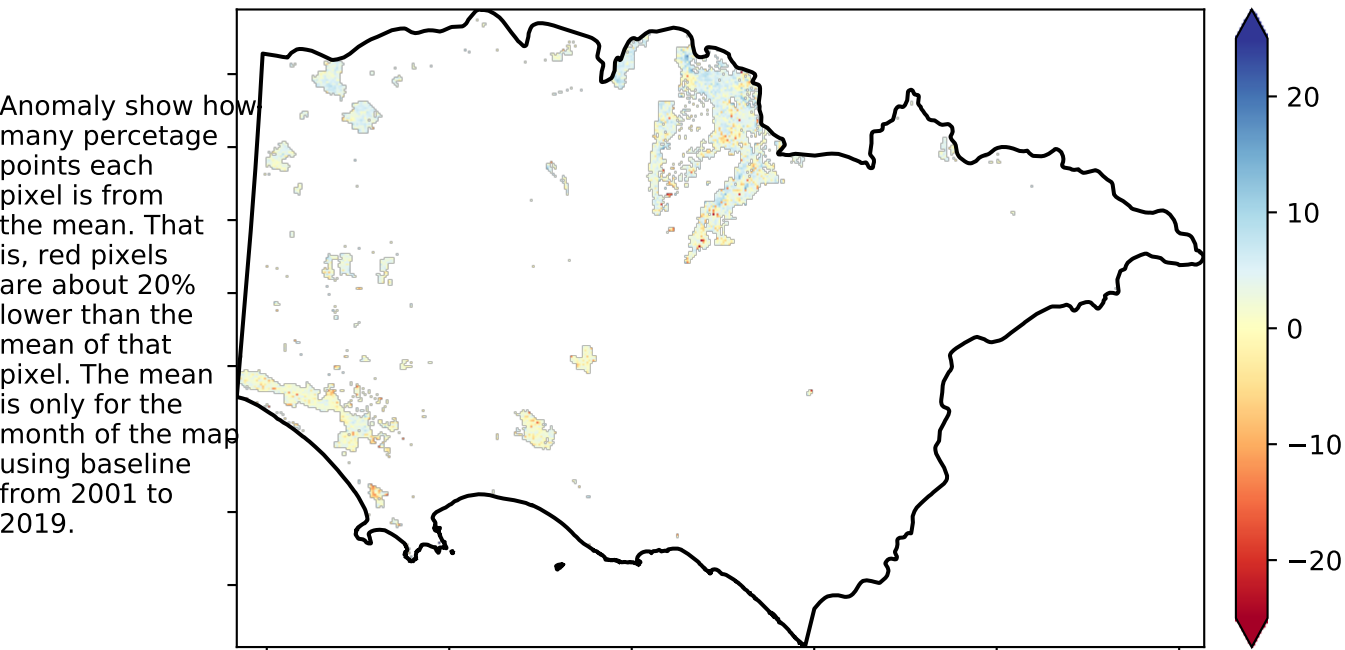 Anomaly show how
many percetage
points each
pixel is from
the mean. That
is, red pixels
are about 20%
lower than the
mean of that
pixel. The mean
is only for the
month of the map
using baseline
from 2001 to
2019.
20
10
0
−10
−20